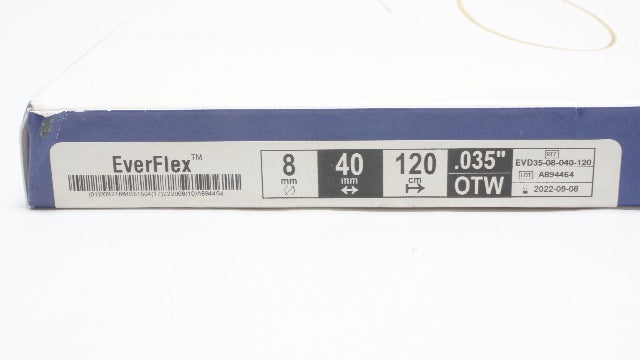 EverFlex™
8 mm
40 mm
120 cm
.035"
OTW
REF EVD35-08-040-120
LOT A894464
2022-09-08